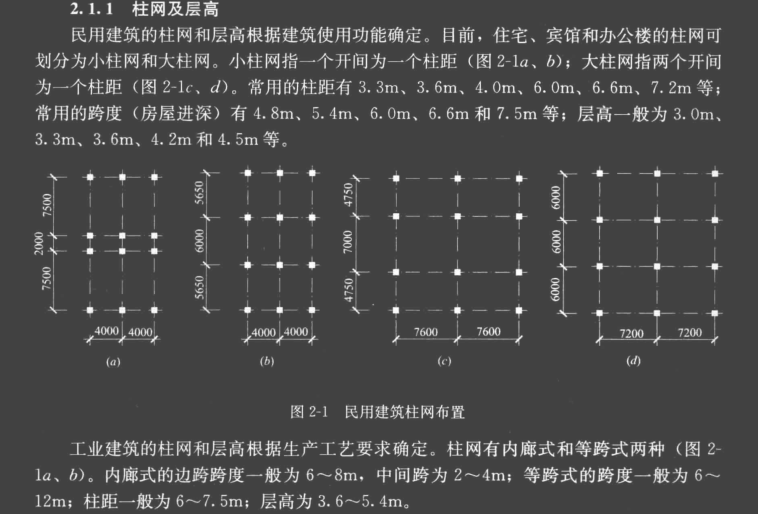 2.1.1 柱网及层高
民用建筑的柱网和层高根据建筑使用功能确定。目前，住宅、宾馆和办公楼的柱网可
划分为小柱网和大柱网。小柱网指一个开间为一个柱距（图 2-1a、b）；大柱网指两个开间
为一个柱距（图 2-1c、d）。常用的柱距有 3.3m、3.6m、4.0m、6.0m、6.6m、7.2m 等；
常用的跨度（房屋进深）有 4.8m、5.4m、6.0m、6.6m 和 7.5m 等；层高一般为 3.0m、
3.3m、3.6m、4.2m 和 4.5m 等。
7500
2000
7500
4000 4000
(a)
5650
6000
5650
4000 4000
(b)
4750
7000
4750
7600 7600
(c)
6000
6000
6000
7200 7200
(d)
图 2-1 民用建筑柱网布置
工业建筑的柱网和层高根据生产工艺要求确定。柱网有内廊式和等跨式两种（图 2-
1a、b）。内廊式的边跨跨度一般为 6～8m，中间跨为 2～4m；等跨式的跨度一般为 6～
12m；柱距一般为 6～7.5m；层高为 3.6～5.4m。